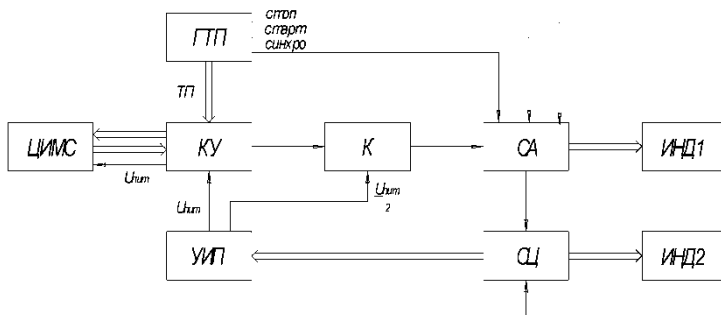 стоп
ГТП
старт
синхро
ТП
ЦИМС
КУ
К
СА
ИНД1
Uпит
Uпит
Uпит
2
УИП
СЦ
ИНД2